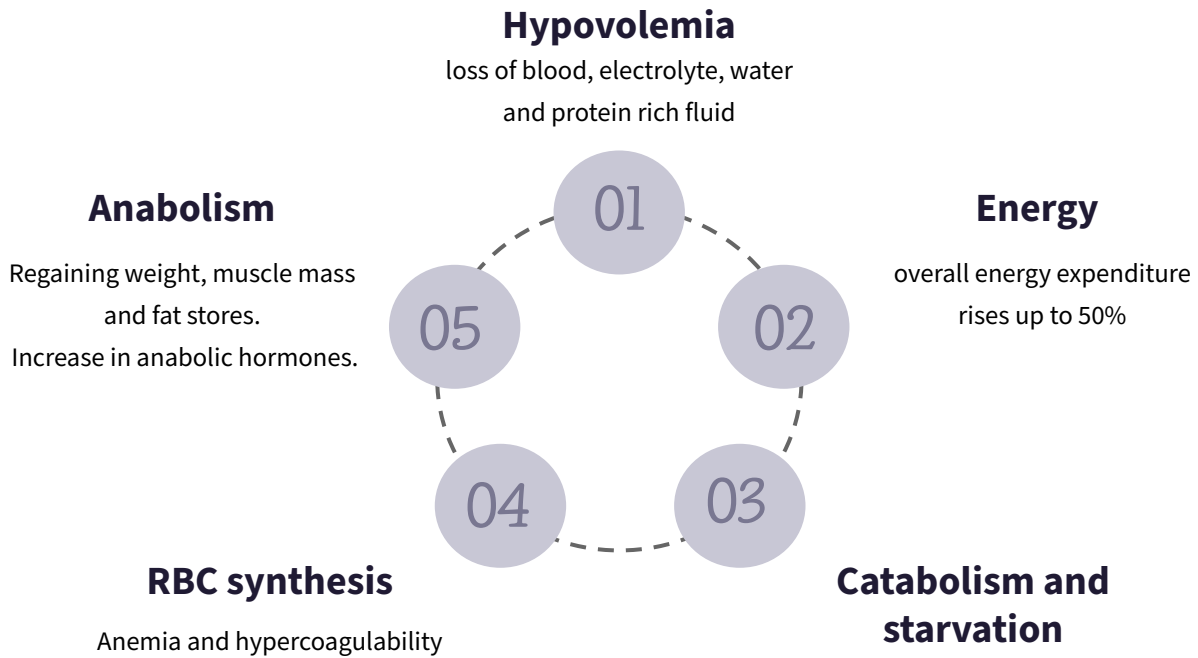 Hypovolemia
loss of blood, electrolyte, water
and protein rich fluid
01
Energy
overall energy expenditure
rises up to 50%
02
03
Catabolism and
starvation
04
RBC synthesis
Anemia and hypercoagulability
05
Anabolism
Regaining weight, muscle mass
and fat stores.
Increase in anabolic hormones.